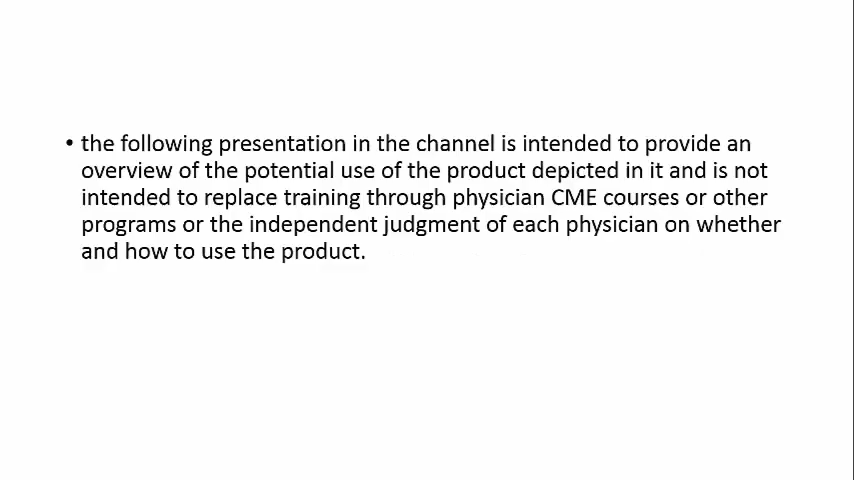 • the following presentation in the channel is intended to provide an
overview of the potential use of the product depicted in it and is not
intended to replace training through physician CME courses or other
programs or the independent judgment of each physician on whether
and how to use the product.